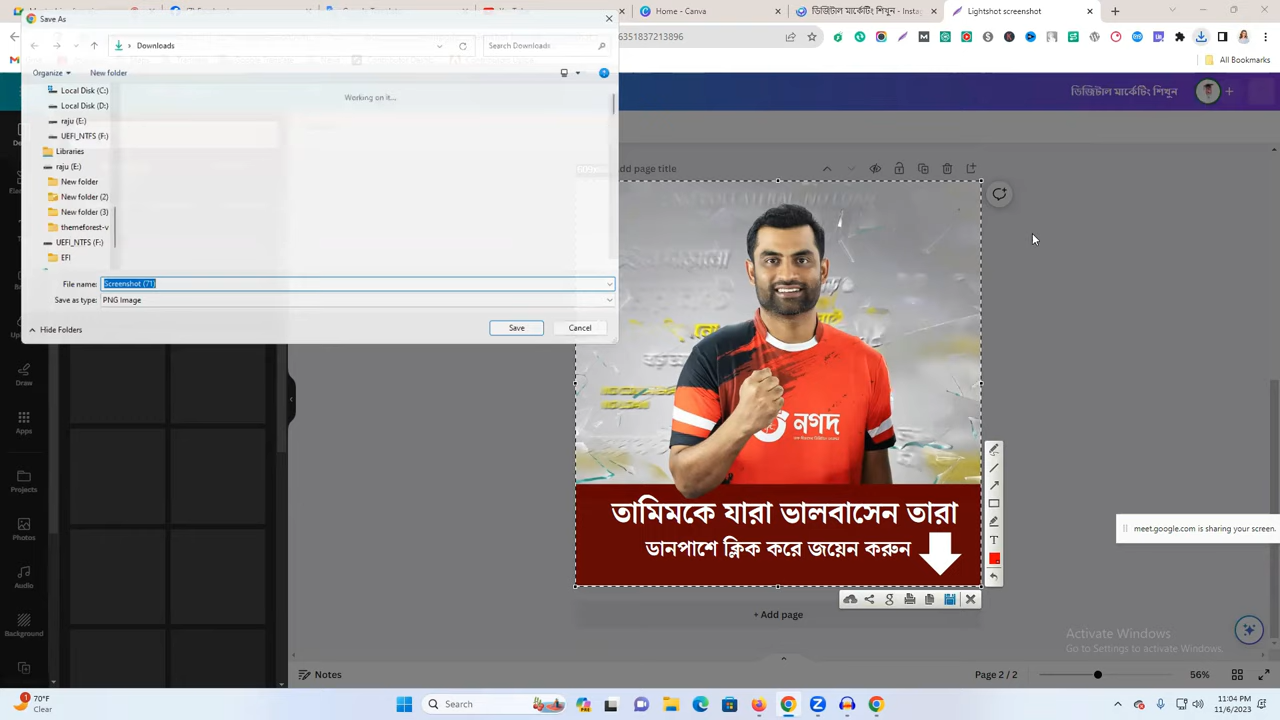 Save As
Home - Canva
ডিজিটাল মার্কেটিং শিখুন - Insta
Lightshot screenshot
Downloads
Search Downloads
6351837213896
All Bookmarks
Organize
New folder
Working on it...
ডিজিটাল মার্কেটিং শিখুন
Local Disk (C:)
Local Disk (D:)
raju (E:)
UEFI_NTFS (F:)
Libraries
raju (E:)
New folder
New folder (2)
New folder (3)
themeforest-v
UEFI_NTFS (F:)
EFI
dd page title
File name:
Screenshot (71)
Save as type:
PNG Image
Hide Folders
Save
Cancel
Draw
Apps
Projects
Photos
Audio
Background
নগদ
তামিমকে যারা ভালবাসেন তারা
ডানপাশে ক্লিক করে জয়েন করুন
T
meet.google.com is sharing your screen.
+ Add page
Activate Windows
Go to Settings to activate Windows.
Notes
Page 2 / 2
56%
1
70°F
Clear
Search
11:04 PM
11/6/2023